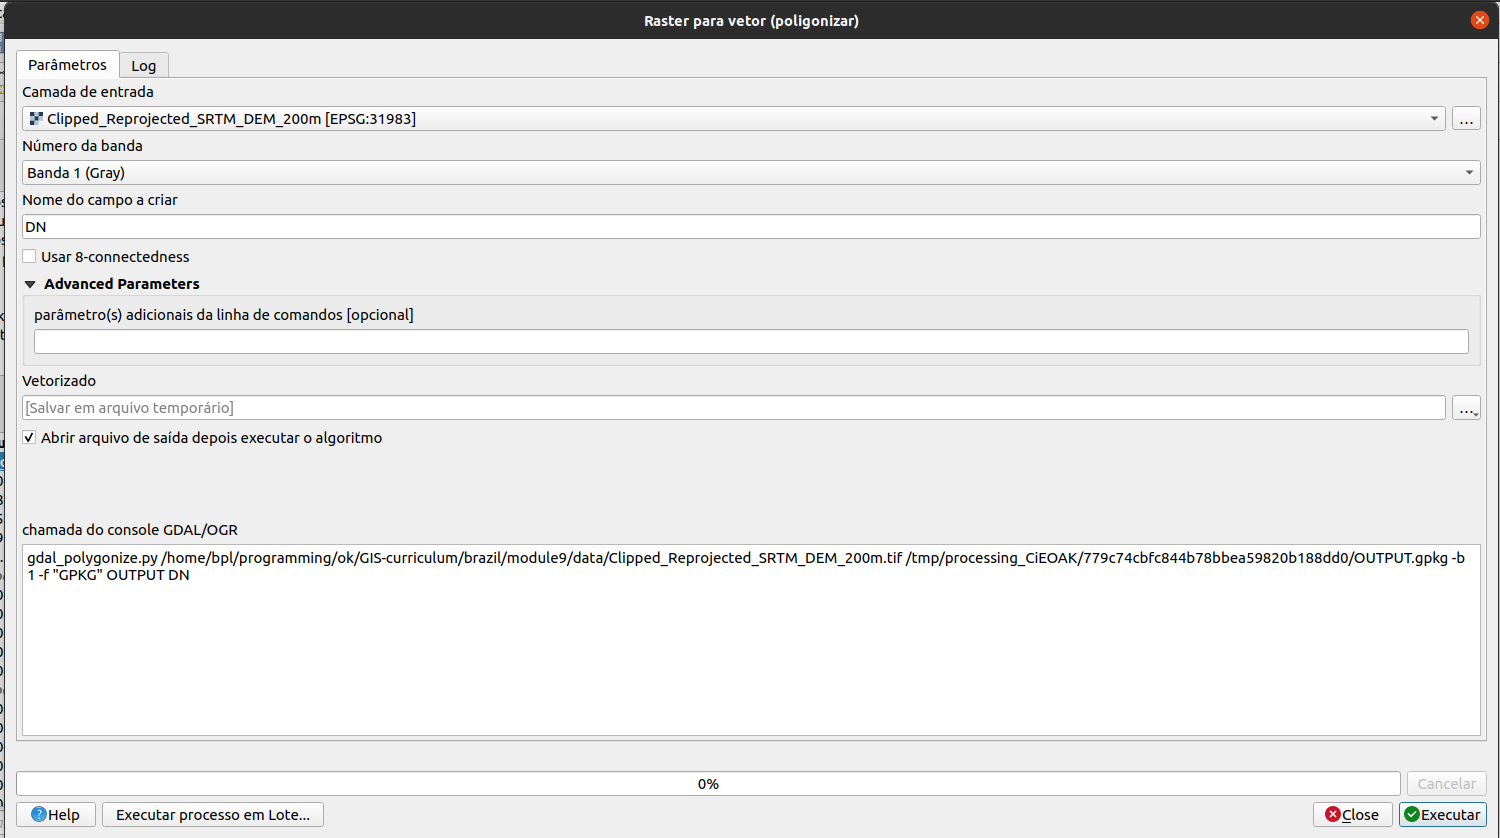 Raster para vetor (poligonizar)
Parâmetros
Log
Camada de entrada
Clipped_Reprojected_SRTM_DEM_200m [EPSG:31983]
...
Número da banda
Banda 1 (Gray)
Nome do campo a criar
DN
Usar 8-connectedness
Advanced Parameters
parâmetro(s) adicionais da linha de comandos [opcional]
Vetorizado
[Salvar em arquivo temporário]
...
Abrir arquivo de saída depois executar o algoritmo
chamada do console GDAL/OGR
gdal_polygonize.py /home/bpl/programming/ok/GIS-curriculum/brazil/module9/data/Clipped_Reprojected_SRTM_DEM_200m.tif /tmp/processing_CiEOAK/779c74cbfc844b78bbea59820b188dd0/OUTPUT.gpkg -b
1 -f "GPKG" OUTPUT DN
0%
Cancelar
Help
Executar processo em Lote...
Close
Executar